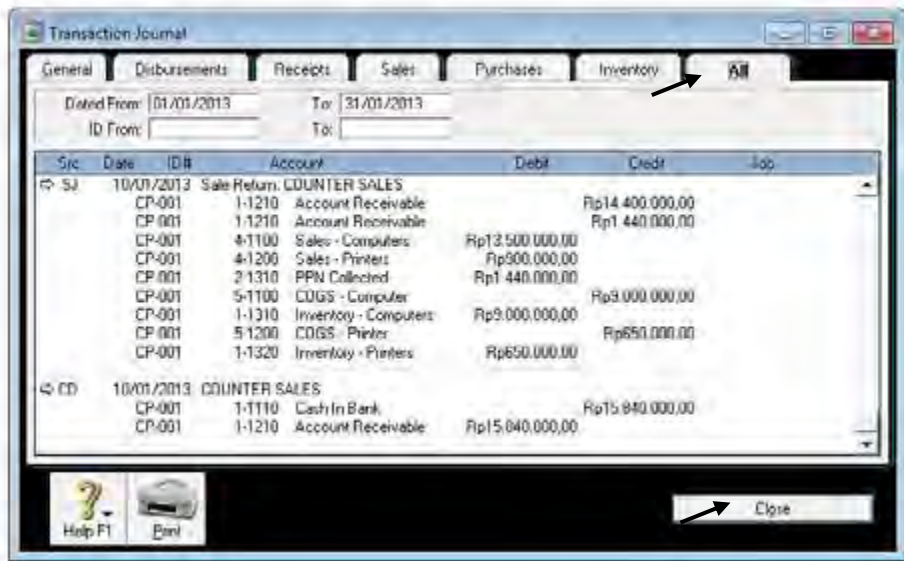 Transaction Journal
General Disbursements Receipts Sales Purchases Inventory All
Dated From: 01/01/2013 To: 31/01/2013
ID From: To:
Src Date ID# Account Debit Credit Job
SJ 10/01/2013 Sale Return: COUNTER SALES
CP-001 1-1210 Account Receivable Rp14.400.000,00
CP-001 1-1210 Account Receivable Rp1.440.000,00
CP-001 4-1100 Sales - Computers Rp13.500.000,00
CP-001 4-1200 Sales - Printers Rp900.000,00
CP-001 2-1310 PPN Collected Rp1.440.000,00
CP-001 5-1100 COGS - Computer Rp9.000.000,00
CP-001 1-1310 Inventory - Computers Rp9.000.000,00
CP-001 5-1200 COGS - Printer Rp650.000,00
CP-001 1-1320 Inventory - Printers Rp650.000,00
CD 10/01/2013 COUNTER SALES
CP-001 1-1110 Cash In Bank Rp15.840.000,00
CP-001 1-1210 Account Receivable Rp15.840.000,00
Help F1 Print Close